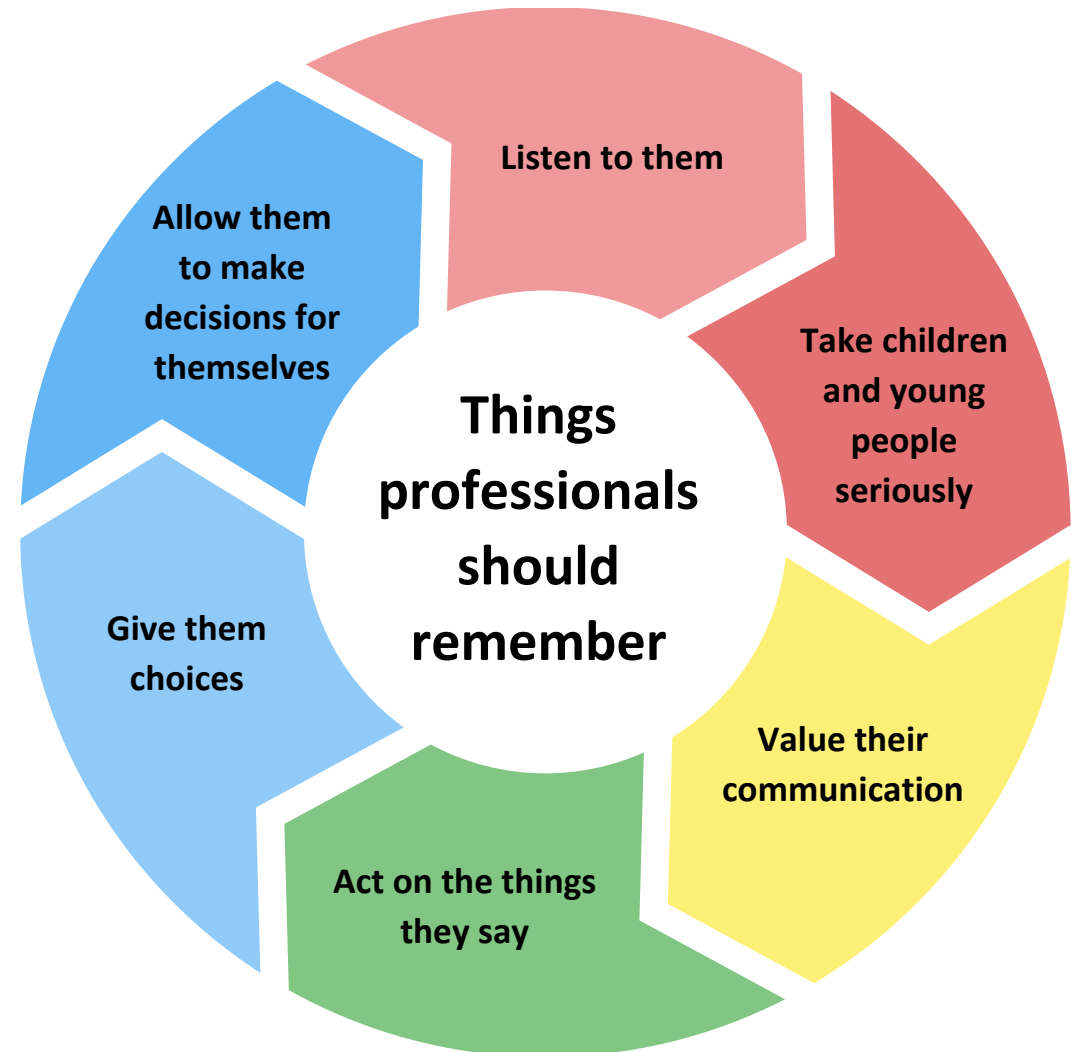 Listen to them
Take children
and young
people
seriously
Value their
communication
Act on the things
they say
Give them
choices
Allow them
to make
decisions for
themselves
Things
professionals
should
remember